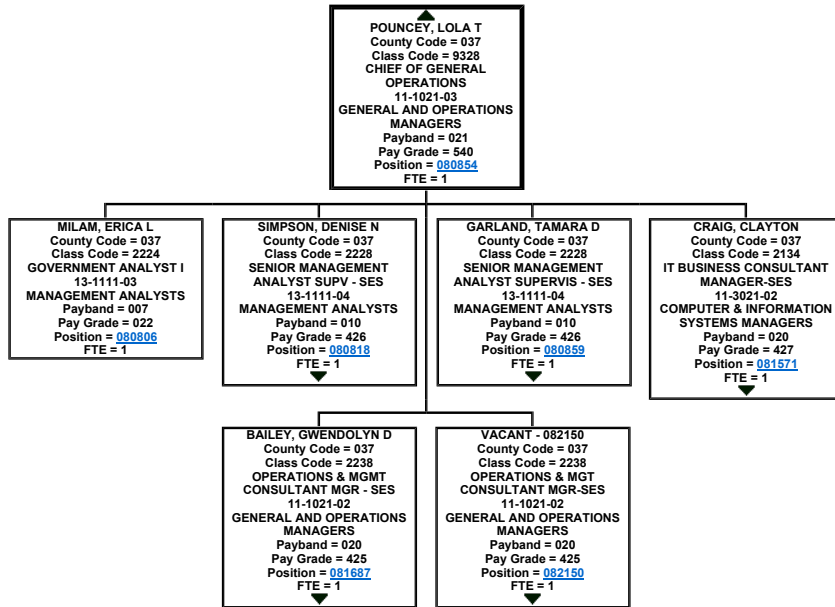 POUNCEY, LOLA T
County Code = 037
Class Code = 9328
CHIEF OF GENERAL
OPERATIONS
11-1021-03
GENERAL AND OPERATIONS
MANAGERS
Payband = 021
Pay Grade = 540
Position = 080854
FTE = 1
MILAM, ERICA L
County Code = 037
Class Code = 2224
GOVERNMENT ANALYST I
13-1111-03
MANAGEMENT ANALYSTS
Payband = 007
Pay Grade = 022
Position = 080806
FTE = 1
SIMPSON, DENISE N
County Code = 037
Class Code = 2228
SENIOR MANAGEMENT
ANALYST SUPV - SES
13-1111-04
MANAGEMENT ANALYSTS
Payband = 010
Pay Grade = 426
Position = 080818
FTE = 1
GARLAND, TAMARA D
County Code = 037
Class Code = 2228
SENIOR MANAGEMENT
ANALYST SUPERVIS - SES
13-1111-04
MANAGEMENT ANALYSTS
Payband = 010
Pay Grade = 426
Position = 080859
FTE = 1
CRAIG, CLAYTON
County Code = 037
Class Code = 2134
IT BUSINESS CONSULTANT
MANAGER-SES
11-3021-02
COMPUTER & INFORMATION
SYSTEMS MANAGERS
Payband = 020
Pay Grade = 427
Position = 081571
FTE = 1
BAILEY, GWENDOLYN D
County Code = 037
Class Code = 2238
OPERATIONS & MGMT
CONSULTANT MGR - SES
11-1021-02
GENERAL AND OPERATIONS
MANAGERS
Payband = 020
Pay Grade = 425
Position = 081687
FTE = 1
VACANT - 082150
County Code = 037
Class Code = 2238
OPERATIONS & MGT
CONSULTANT MGR-SES
11-1021-02
GENERAL AND OPERATIONS
MANAGERS
Payband = 020
Pay Grade = 425
Position = 082150
FTE = 1